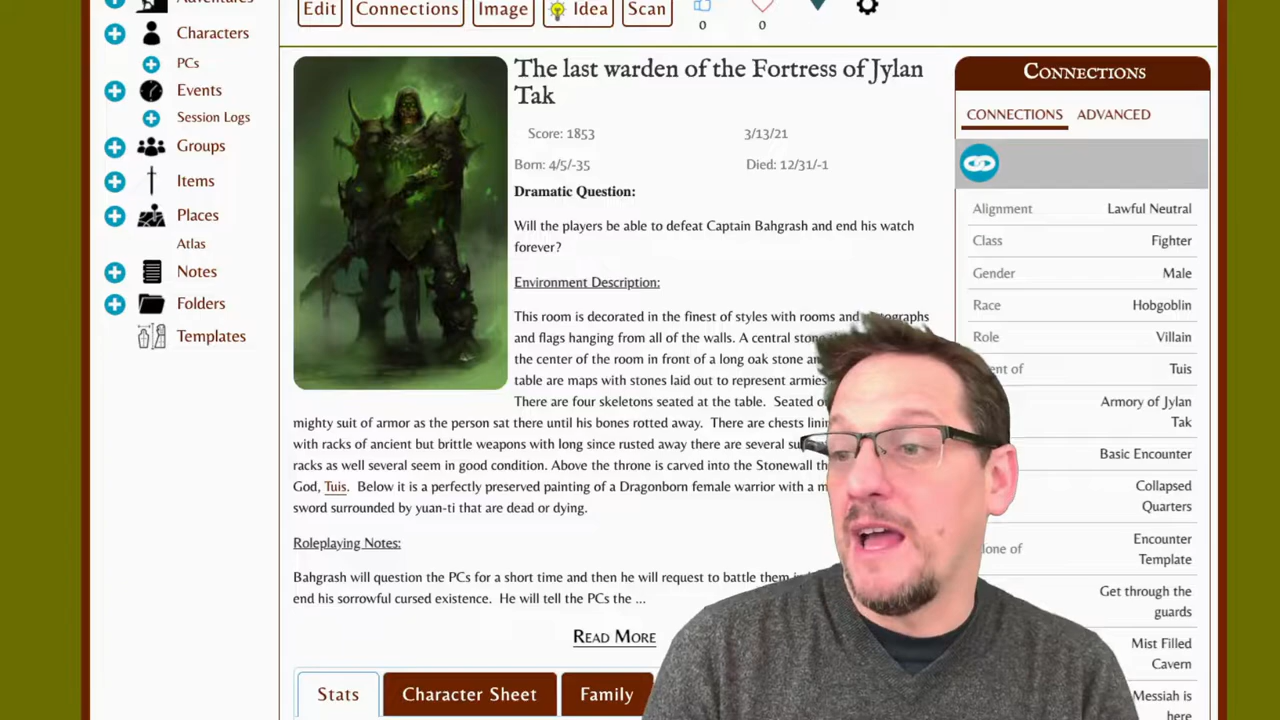 Adventures
Characters
PCs
Events
Session Logs
Groups
Items
Places
Atlas
Notes
Folders
Templates
Edit
Connections
Image
Idea
Scan
0
0
The last warden of the Fortress of Jylan
Tak
Score: 1853
3/13/21
Born: 4/5/-35
Died: 12/31/-1
Dramatic Question:
Will the players be able to defeat Captain Bahgrash and end his watch
forever?
Environment Description:
This room is decorated in the finest of styles with rooms and
and flags hanging from all of the walls. A central
the center of the room in front of a long oak stone
table are maps with stones laid out to represent armies
There are four skeletons seated at the table. Seated
mighty suit of armor as the person sat there until his bones rotted away. There are chests
with racks of ancient but brittle weapons with long since rusted away there are several
racks as well several seem in good condition. Above the throne is carved into the Stonewall
God, Tuis. Below it is a perfectly preserved painting of a Dragonborn female warrior with a
sword surrounded by yuan-ti that are dead or dying.
Roleplaying Notes:
Bahgrash will question the PCs for a short time and then he will request to battle them
end his sorrowful cursed existence. He will tell the PCs the ...
Read More
Stats
Character Sheet
Family
Connections
CONNECTIONS
ADVANCED
Alignment Lawful Neutral
Class Fighter
Gender Male
Race Hobgoblin
Role Villain
of Tuis
Armory of Jylan
Tak
Basic Encounter
Collapsed
Quarters
of Encounter
Template
Get through the
guards
Mist Filled
Cavern
Messiah is
here